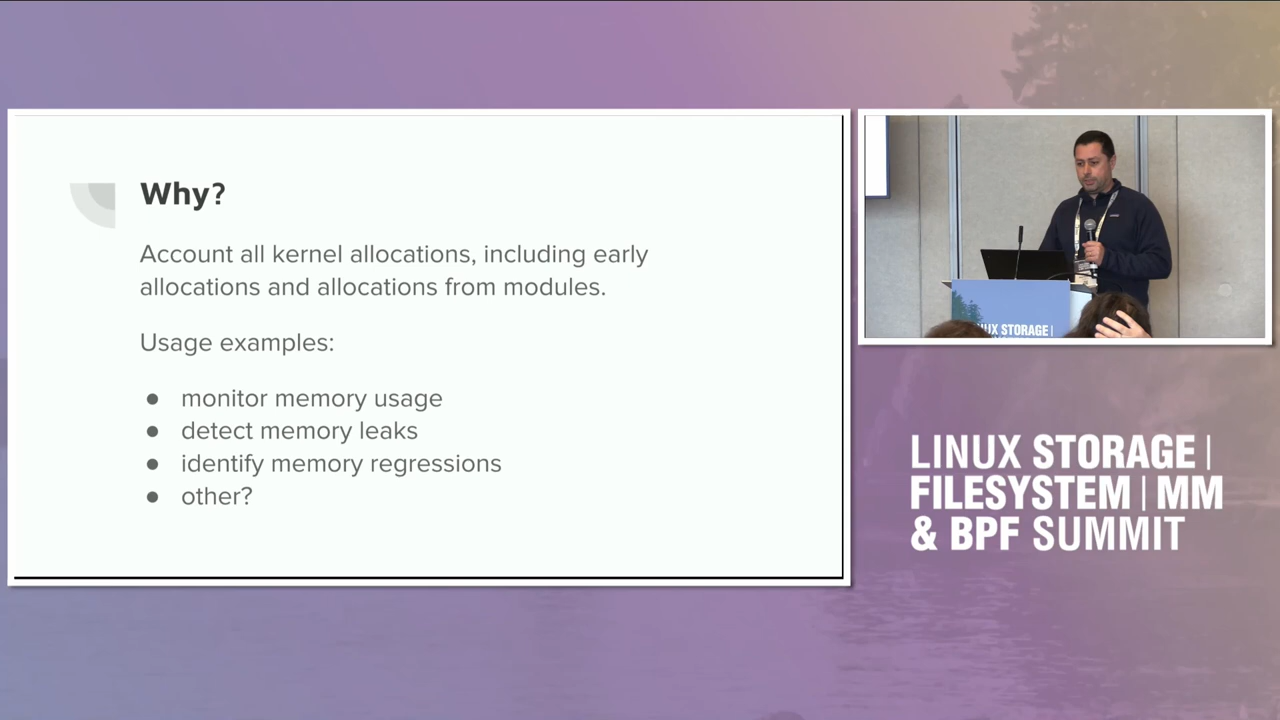 Why?
Account all kernel allocations, including early
allocations and allocations from modules.
Usage examples:
● monitor memory usage
● detect memory leaks
● identify memory regressions
● other?
LINUX STORAGE |
FILESYSTEM | MM
& BPF SUMMIT
UX STORAGE |